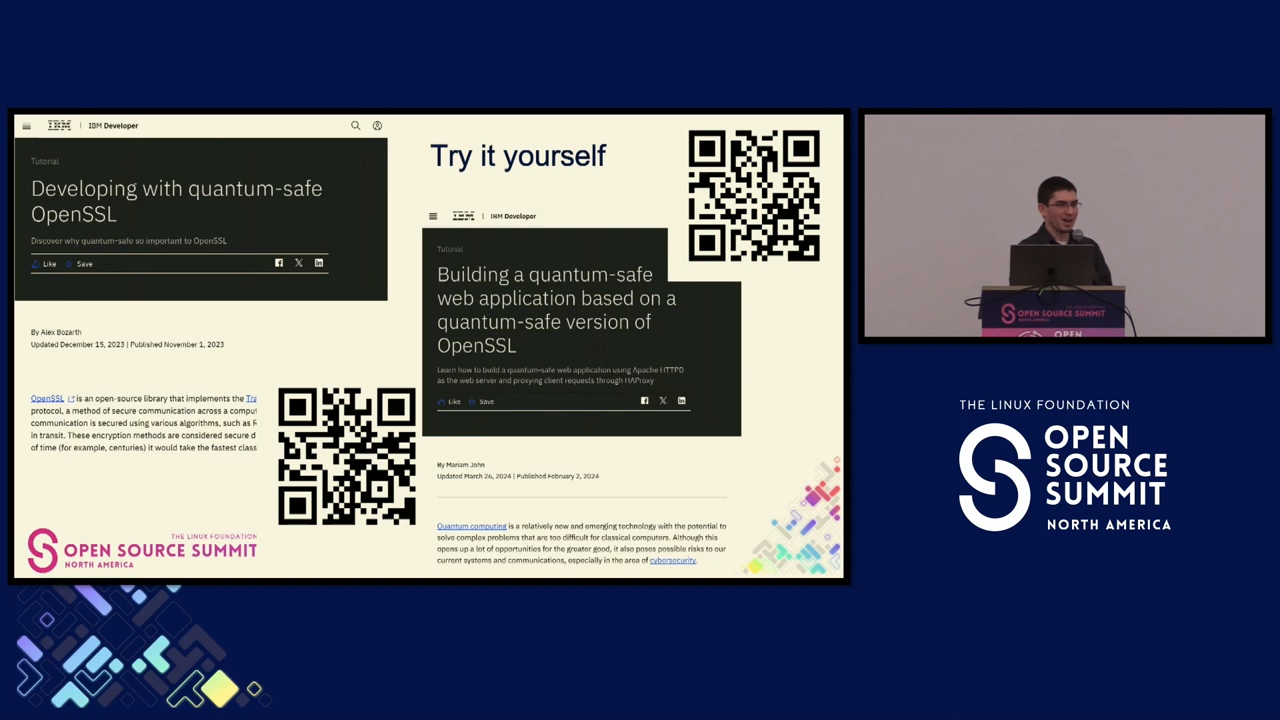 IBM Developer
Tutorial
Developing with quantum-safe
OpenSSL
Discover why quantum-safe so important to OpenSSL
Like Save
By Alex Bozarth
Updated December 15, 2023 | Published November 1, 2023
OpenSSL is an open-source library that implements the Tra
protocol, a method of secure communication across a comput
communication is secured using various algorithms, such as R
in transit. These encryption methods are considered secure d
of time (for example, centuries) it would take the fastest class
THE LINUX FOUNDATION
OPEN SOURCE SUMMIT
NORTH AMERICA
Try it yourself
IBM Developer
Tutorial
Building a quantum-safe
web application based on a
quantum-safe version of
OpenSSL
Learn how to build a quantum-safe web application using Apache HTTPD
as the web server and proxying client requests through HAProxy
Like Save
By Mariam John
Updated March 26, 2024 | Published February 2, 2024
Quantum computing is a relatively new and emerging technology with the potential to
solve complex problems that are too difficult for classical computers. Although this
opens up a lot of opportunities for the greater good, it also poses possible risks to our
current systems and communications, especially in the area of cybersecurity.
OPEN SOURCE SUMMIT
NORTH AMERICA
OPEN
THE LINUX FOUNDATION
OPEN
SOURCE
SUMMIT
NORTH AMERICA